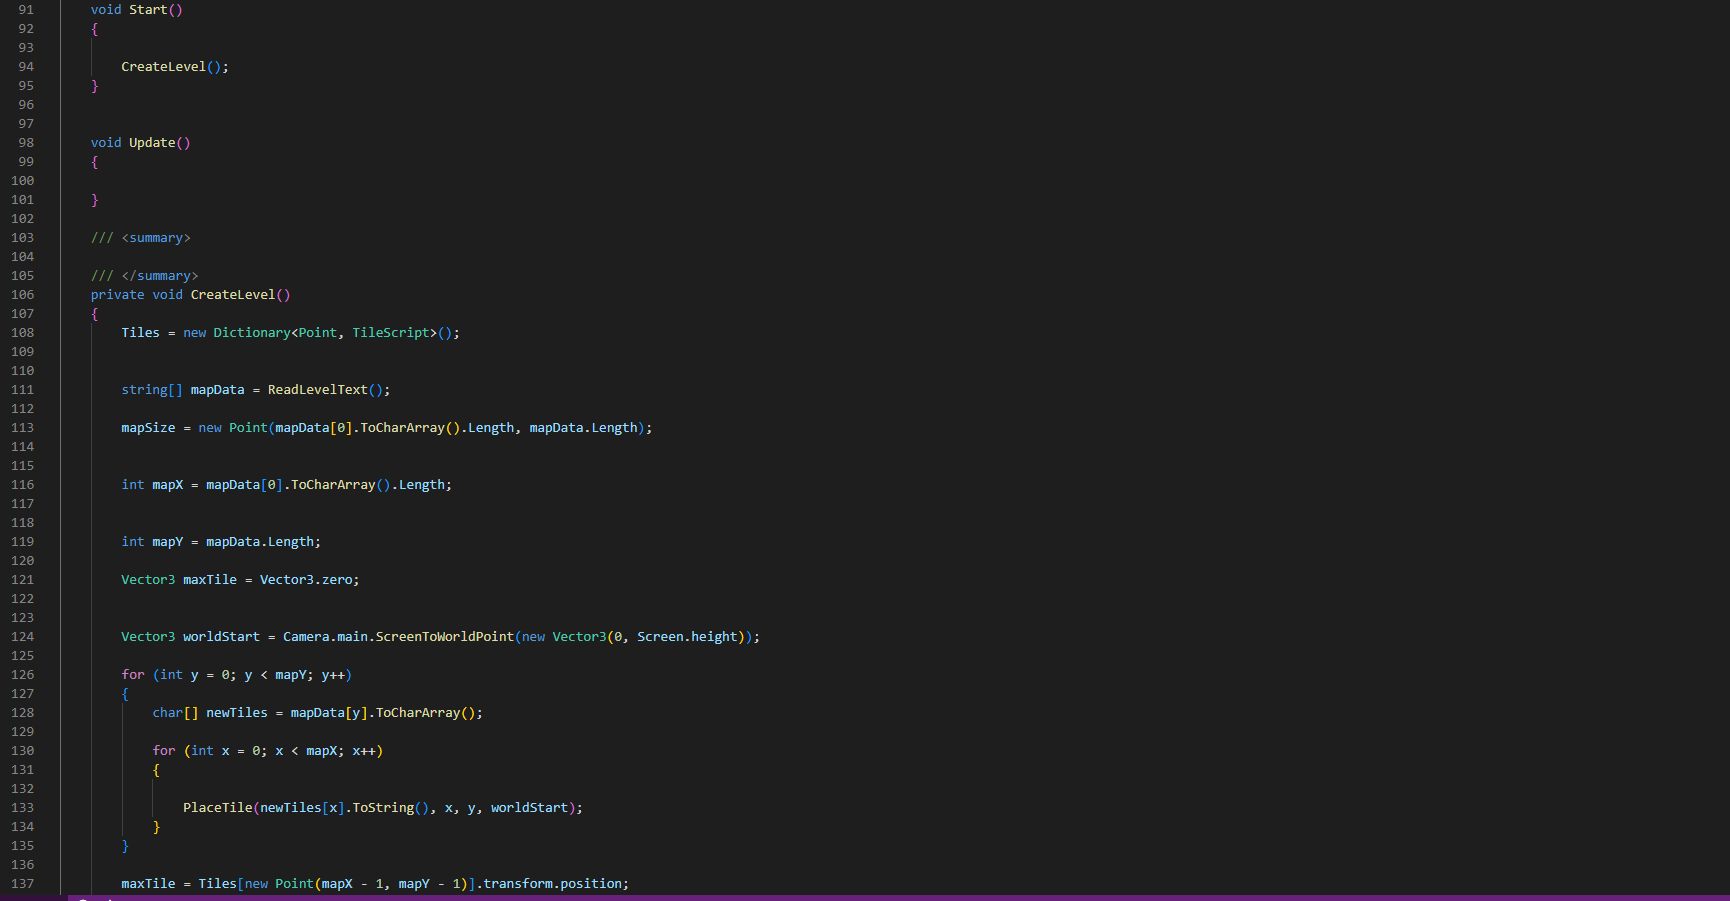 91 void Start()
92 {
93
94 CreateLevel();
95 }
96
97
98 void Update()
99 {
100
101 }
102
103 /// <summary>
104
105 /// </summary>
106 private void CreateLevel()
107 {
108 Tiles = new Dictionary<Point, TileScript>();
109
110
111 string[] mapData = ReadLevelText();
112
113 mapSize = new Point(mapData[0].ToCharArray().Length, mapData.Length);
114
115
116 int mapX = mapData[0].ToCharArray().Length;
117
118
119 int mapY = mapData.Length;
120
121 Vector3 maxTile = Vector3.zero;
122
123
124 Vector3 worldStart = Camera.main.ScreenToWorldPoint(new Vector3(0, Screen.height));
125
126 for (int y = 0; y < mapY; y++)
127 {
128 char[] newTiles = mapData[y].ToCharArray();
129
130 for (int x = 0; x < mapX; x++)
131 {
132
133 PlaceTile(newTiles[x].ToString(), x, y, worldStart);
134 }
135 }
136
137 maxTile = Tiles[new Point(mapX - 1, mapY - 1)].transform.position;